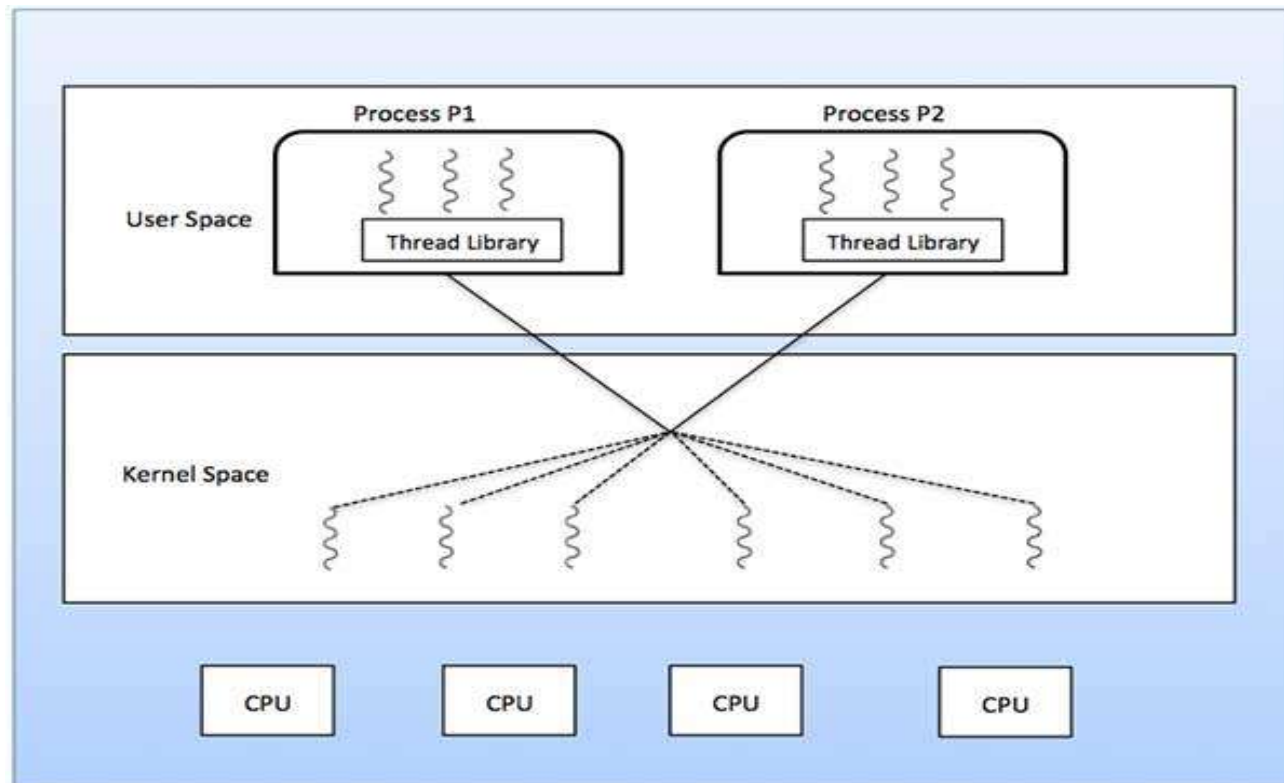 Process P1
Process P2
User Space
Thread Library
Thread Library
Kernel Space
CPU
CPU
CPU
CPU